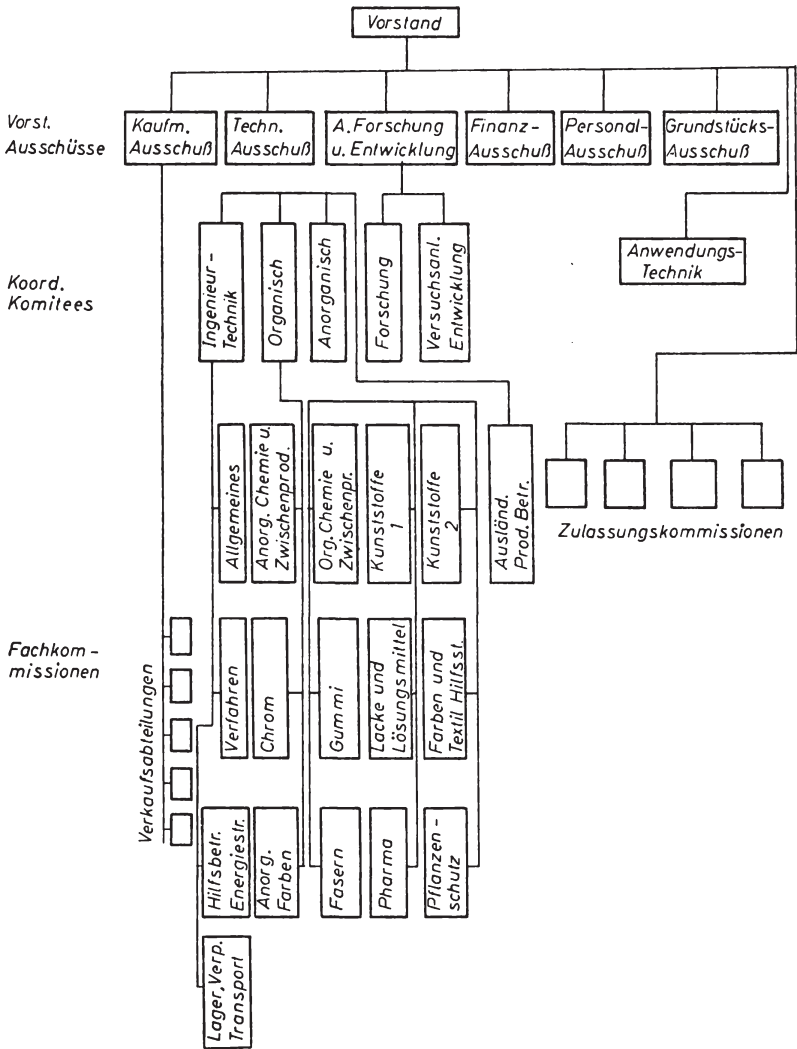 Vorstand
Vorst.
Ausschüsse
Kaufm.
Ausschuß
Techn.
Ausschuß
A. Forschung
u. Entwicklung
Finanz-
Ausschuß
Personal-
Ausschuß
Grundstücks-
Ausschuß
Koord.
Komitees
Ingenieur-
Technik
Organisch
Anorganisch
Forschung
Versuchsanl.
Entwicklung
Anwendungs-
Technik
Allgemeines
Anorg. Chemie u.
Zwischenprod.
Org. Chemie u.
Zwischenpr.
Kunststoffe
1
Kunststoffe
2
Ausländ.
Prod. Betr.
Zulassungskommissionen
Fachkom-
missionen
Verkaufsabteilungen
Verfahren
Chrom
Gummi
Lacke und
Lösungsmittel
Farben und
Textil Hilfsst.
Hilfsbetr.
Energiestr.
Anorg.
Farben
Fasern
Pharma
Pflanzen-
schutz
Lager, Verp.
Transport